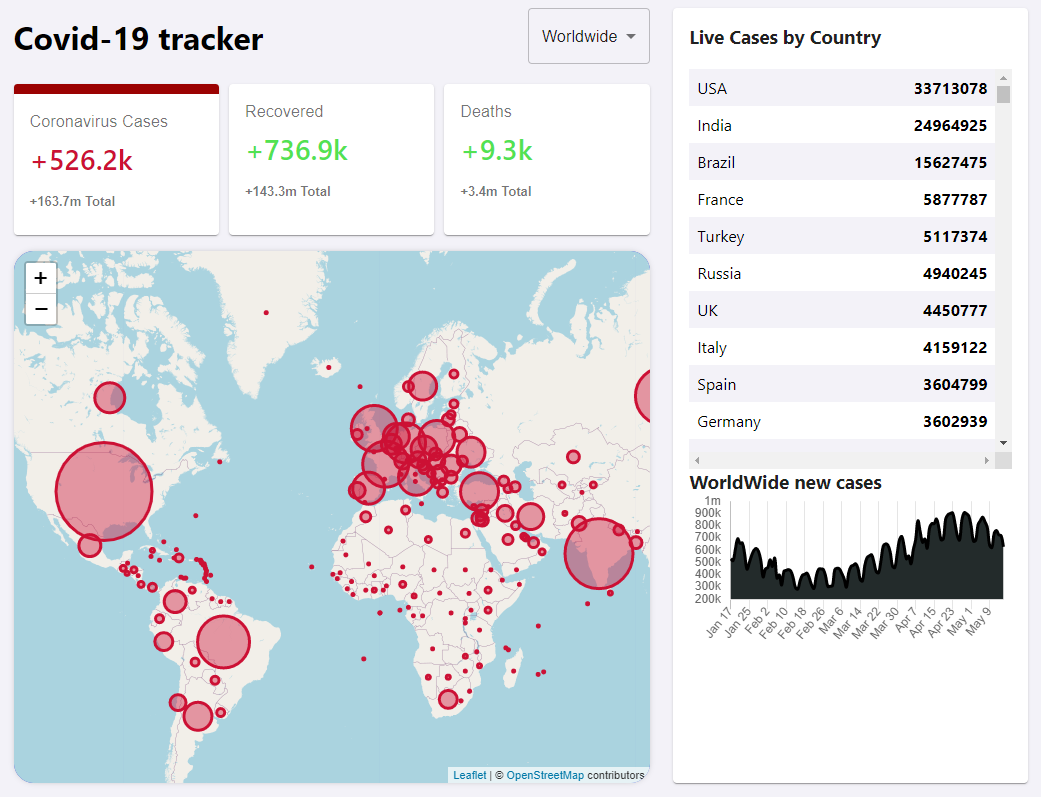 Covid-19 tracker
Worldwide
Coronavirus Cases
+526.2k
+163.7m Total
Recovered
+736.9k
+143.3m Total
Deaths
+9.3k
+3.4m Total
+
−
Leaflet | © OpenStreetMap contributors
Live Cases by Country
USA 33713078
India 24964925
Brazil 15627475
France 5877787
Turkey 5117374
Russia 4940245
UK 4450777
Italy 4159122
Spain 3604799
Germany 3602939
WorldWide new cases
1m
900k
800k
700k
600k
500k
400k
300k
200k
Jan 17
Jan 25
Feb 2
Feb 10
Feb 18
Feb 26
Mar 6
Mar 14
Mar 22
Mar 30
Apr 7
Apr 15
Apr 23
May 1
May 9